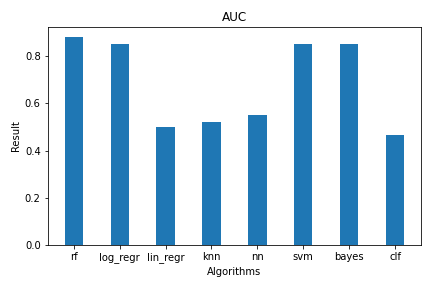 AUC
0.8
0.6
0.4
0.2
0.0
Result
rf log_regr lin_regr knn nn svm bayes clf
Algorithms